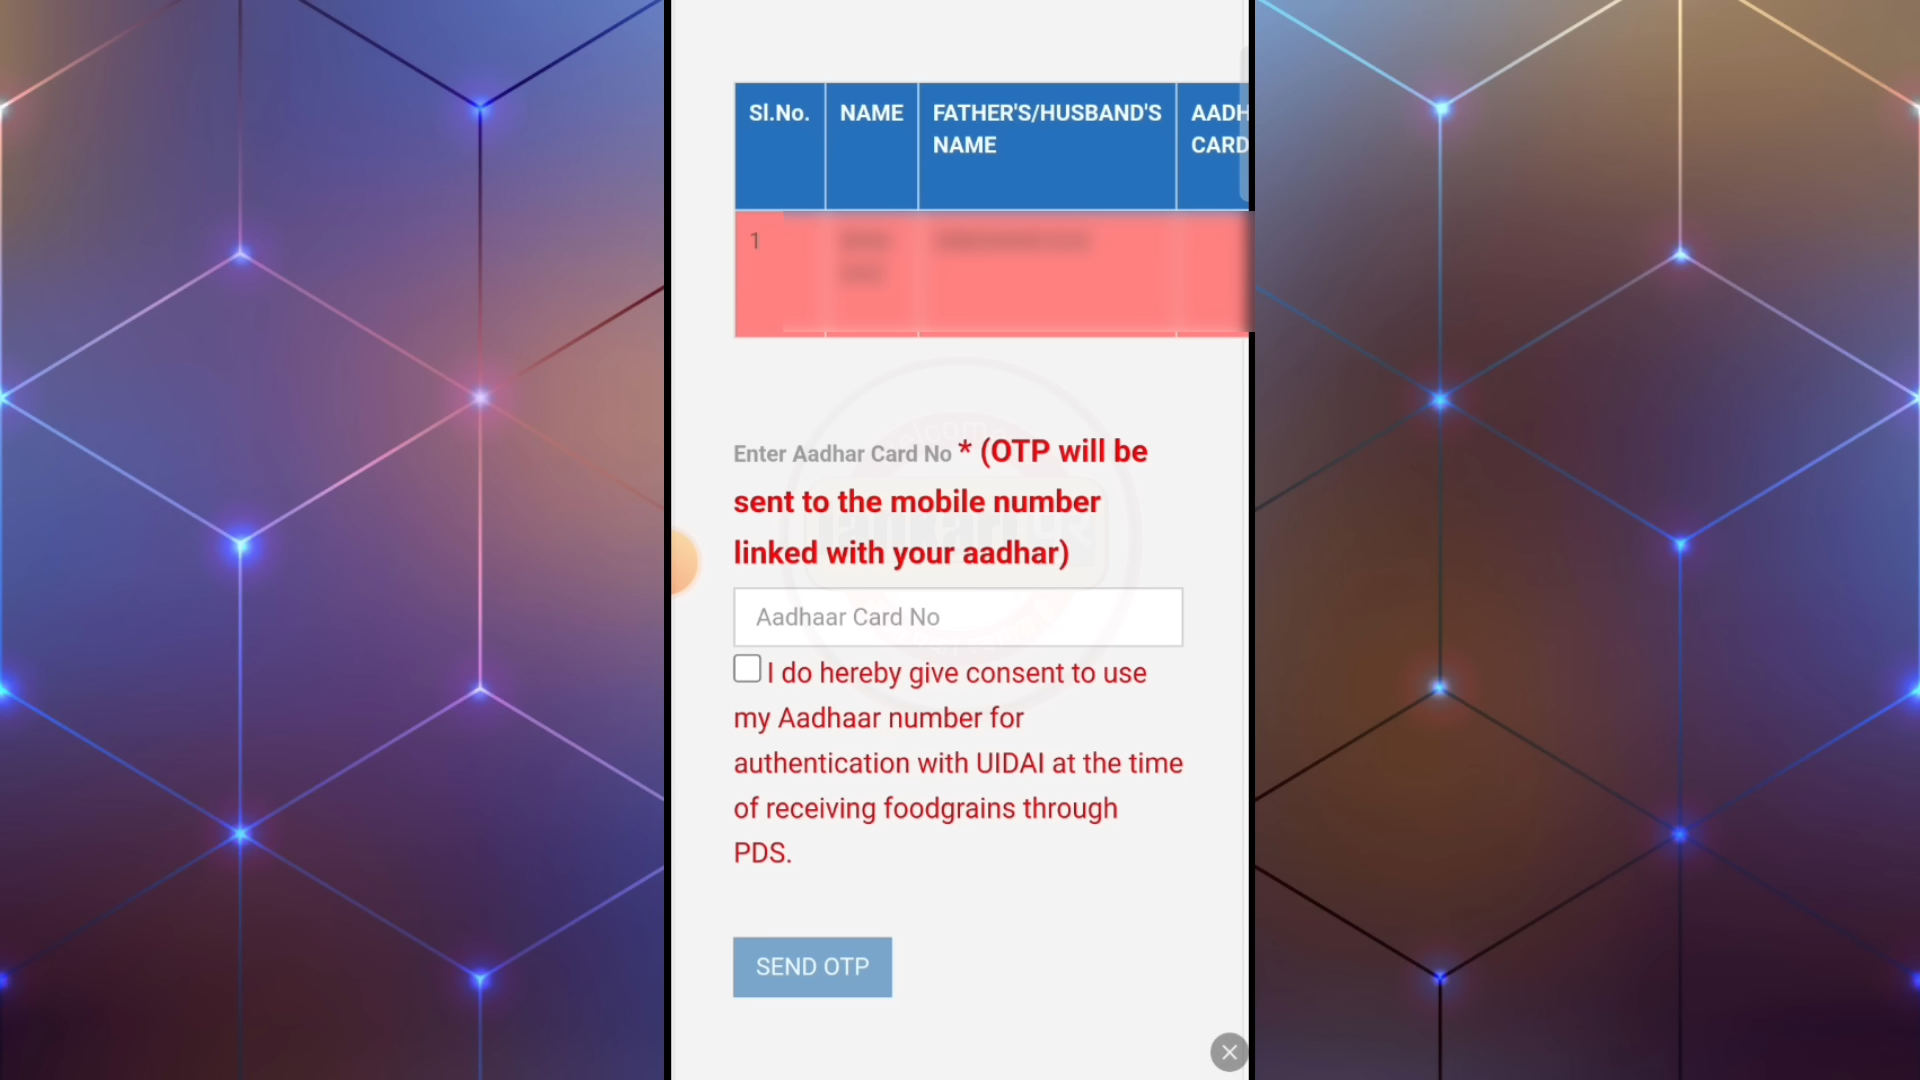 Sl.No. NAME FATHER'S/HUSBAND'S AADH
NAME CARD
1
Enter Aadhar Card No * (OTP will be
sent to the mobile number
linked with your aadhar)
Aadhaar Card No
I do hereby give consent to use
my Aadhaar number for
authentication with UIDAI at the time
of receiving foodgrains through
PDS.
SEND OTP